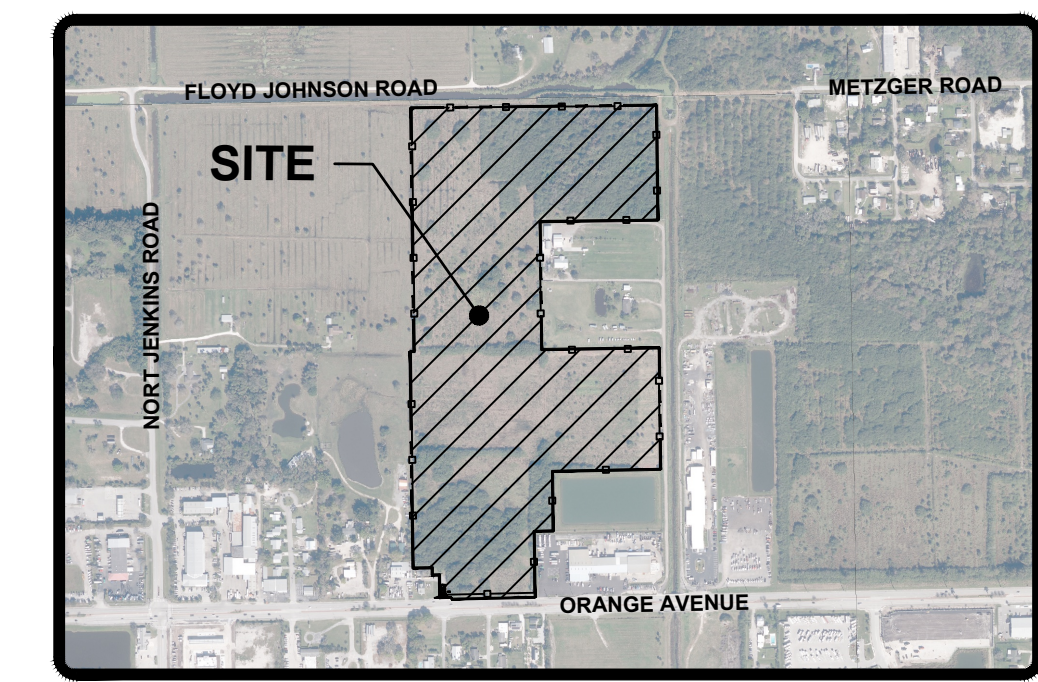 FLOYD JOHNSON ROAD
METZGER ROAD
SITE
NORT JENKINS ROAD
ORANGE AVENUE